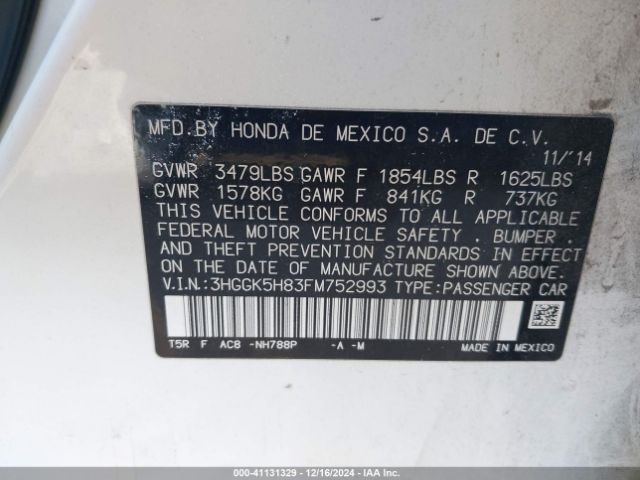 MFD.BY HONDA DE MEXICO S.A. DE C.V.
11/'14
GVWR 3479LBS GAWR F 1854LBS R 1625LBS
GVWR 1578KG GAWR F 841KG R 737KG
THIS VEHICLE CONFORMS TO ALL APPLICABLE
FEDERAL MOTOR VEHICLE SAFETY , BUMPER ,
AND THEFT PREVENTION STANDARDS IN EFFECT
ON THE DATE OF MANUFACTURE SHOWN ABOVE.
V.I.N.:3HGGK5H83FM752993 TYPE:PASSENGER CAR
T5R F AC8 -NH788P -A -M
MADE IN MEXICO
000-41131329 - 12/16/2024 - IAA Inc.